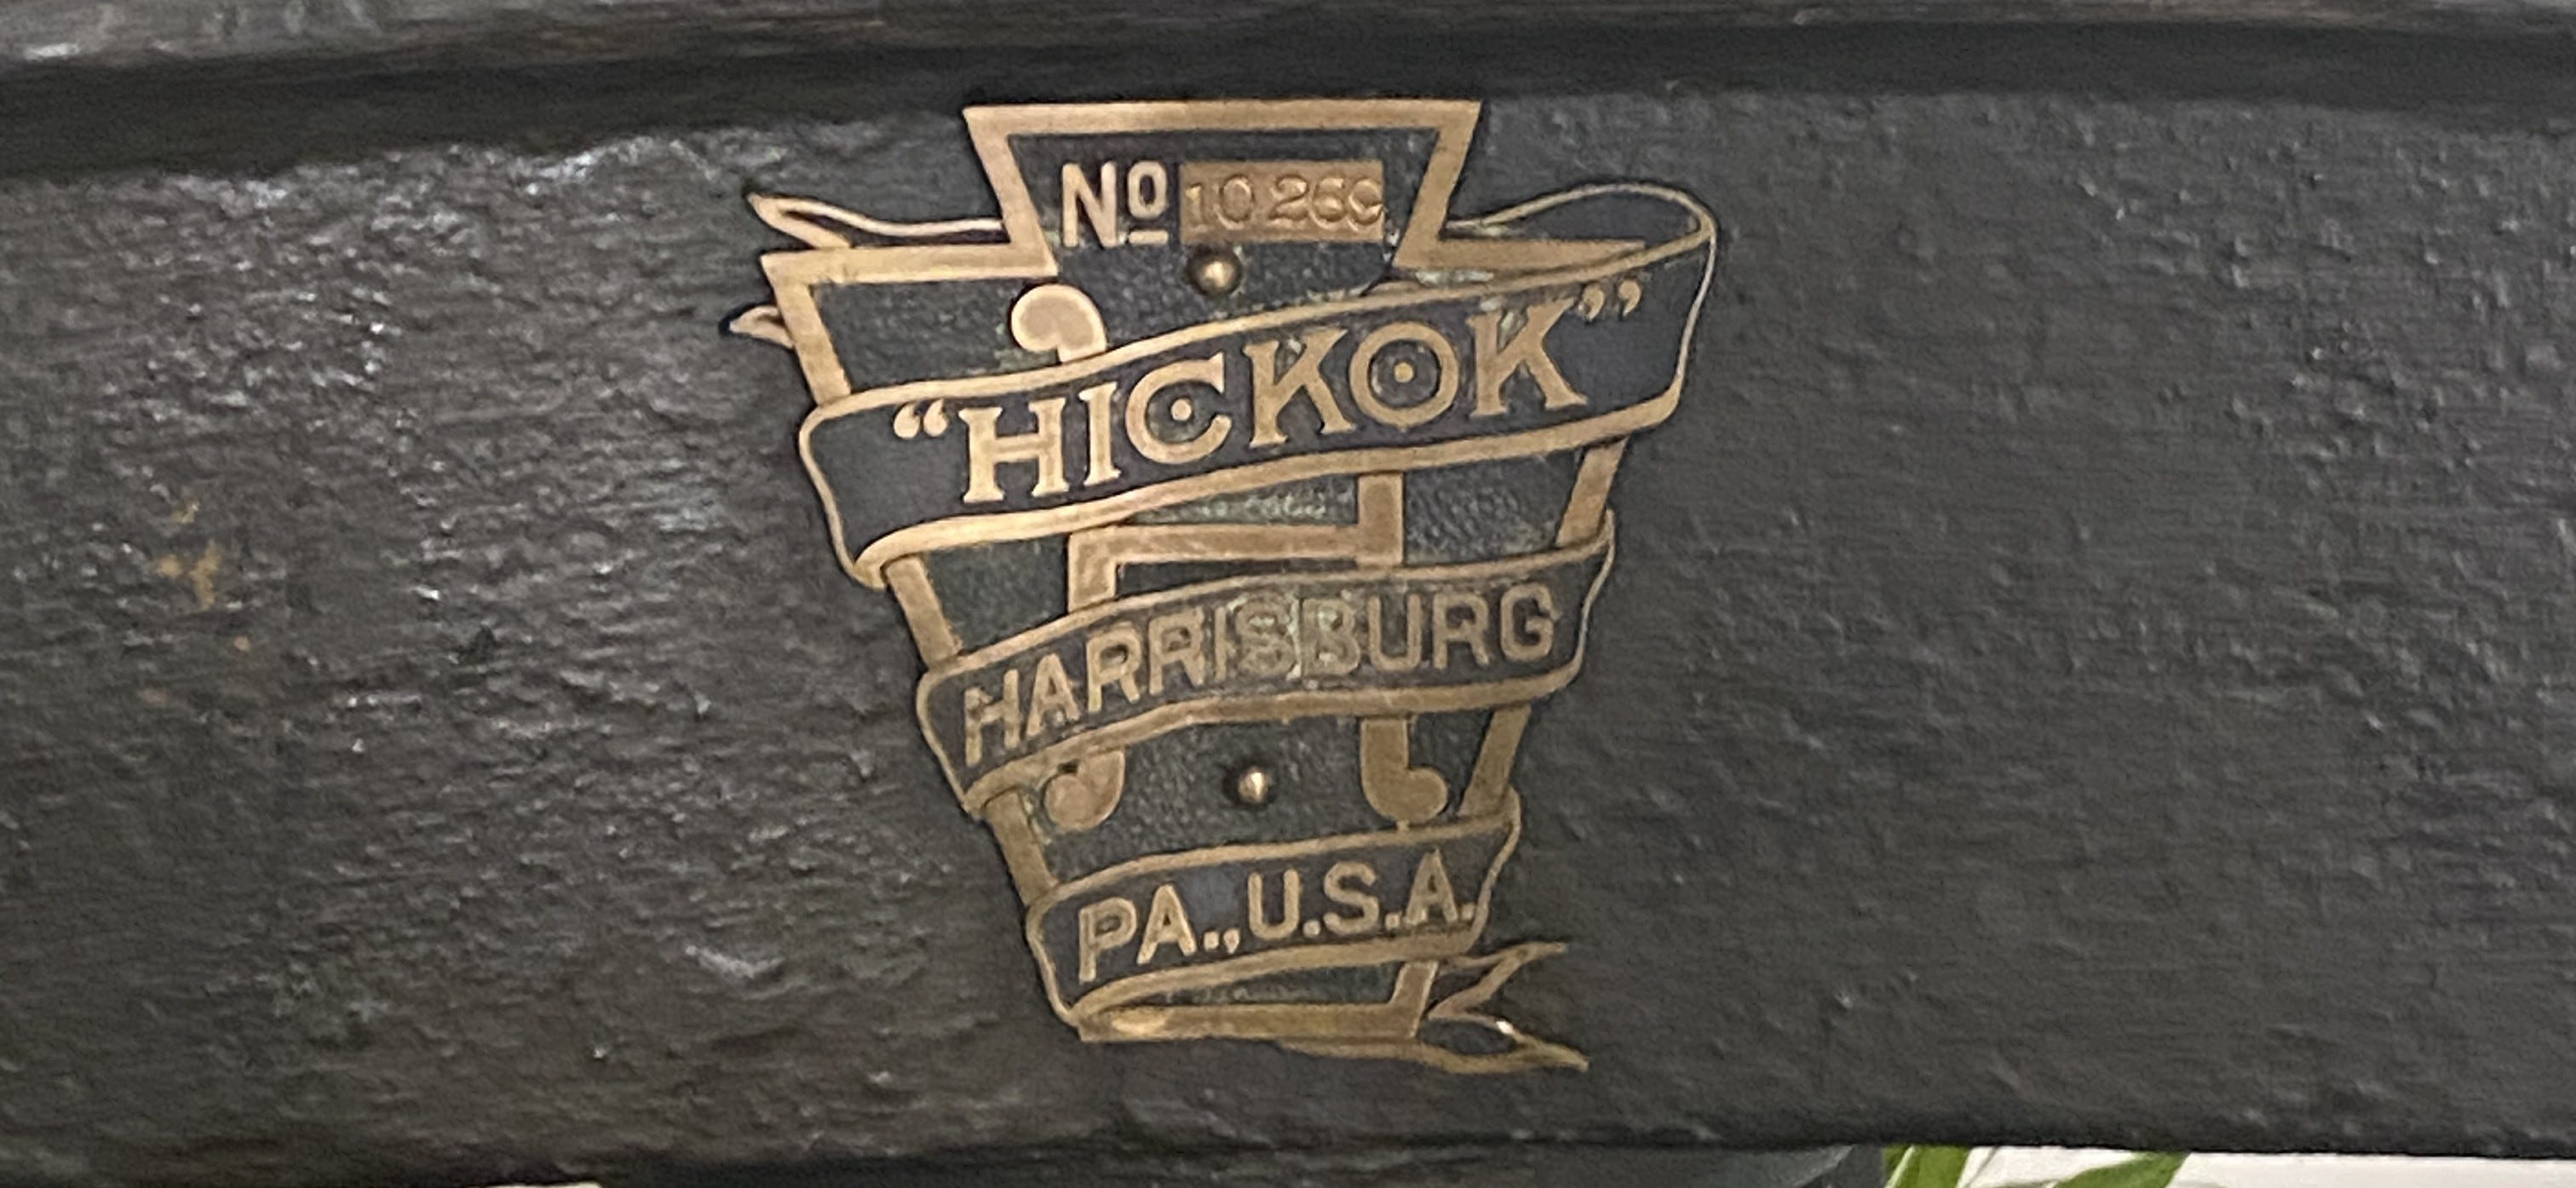 Nº 10269
“HICKOK”
HARRISBURG
PA., U.S.A.